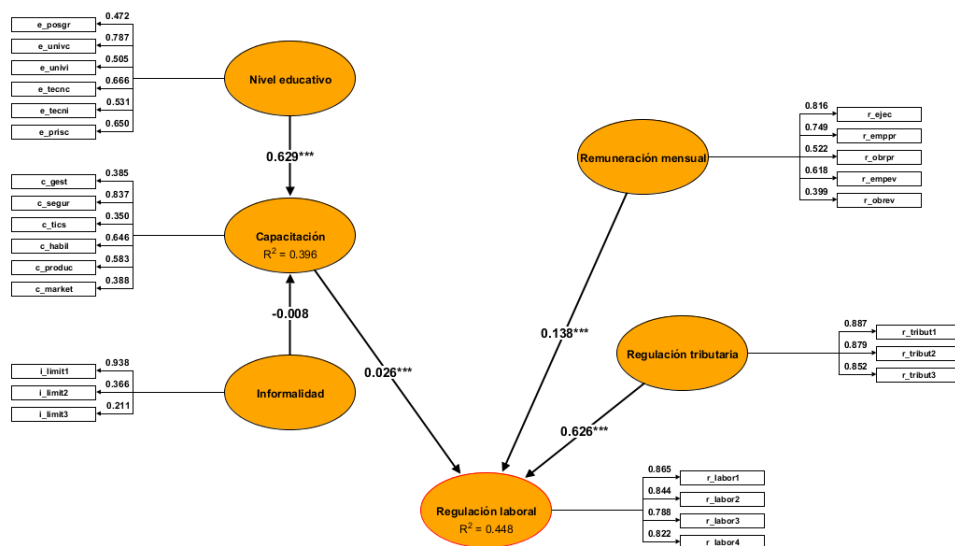 0.472
e_posgr
0.787
e_univc
0.505
e_univi
0.666
e_tecnc
0.531
e_tecni
0.650
e_prisc
Nivel educativo
0.629***
0.385
c_gest
0.837
c_segur
0.350
c_tics
0.646
c_habil
0.583
c_produc
0.388
c_market
Capacitación
R² = 0.396
-0.008
0.938
i_limit1
0.366
i_limit2
0.211
i_limit3
Informalidad
0.026***
Remuneración mensual
0.816
r_ejec
0.749
r_emppr
0.522
r_obrpr
0.618
r_empev
0.399
r_obrev
0.138***
Regulación tributaria
0.887
r_tribut1
0.879
r_tribut2
0.852
r_tribut3
0.626***
Regulación laboral
R² = 0.448
0.865
r_labor1
0.844
r_labor2
0.788
r_labor3
0.822
r_labor4